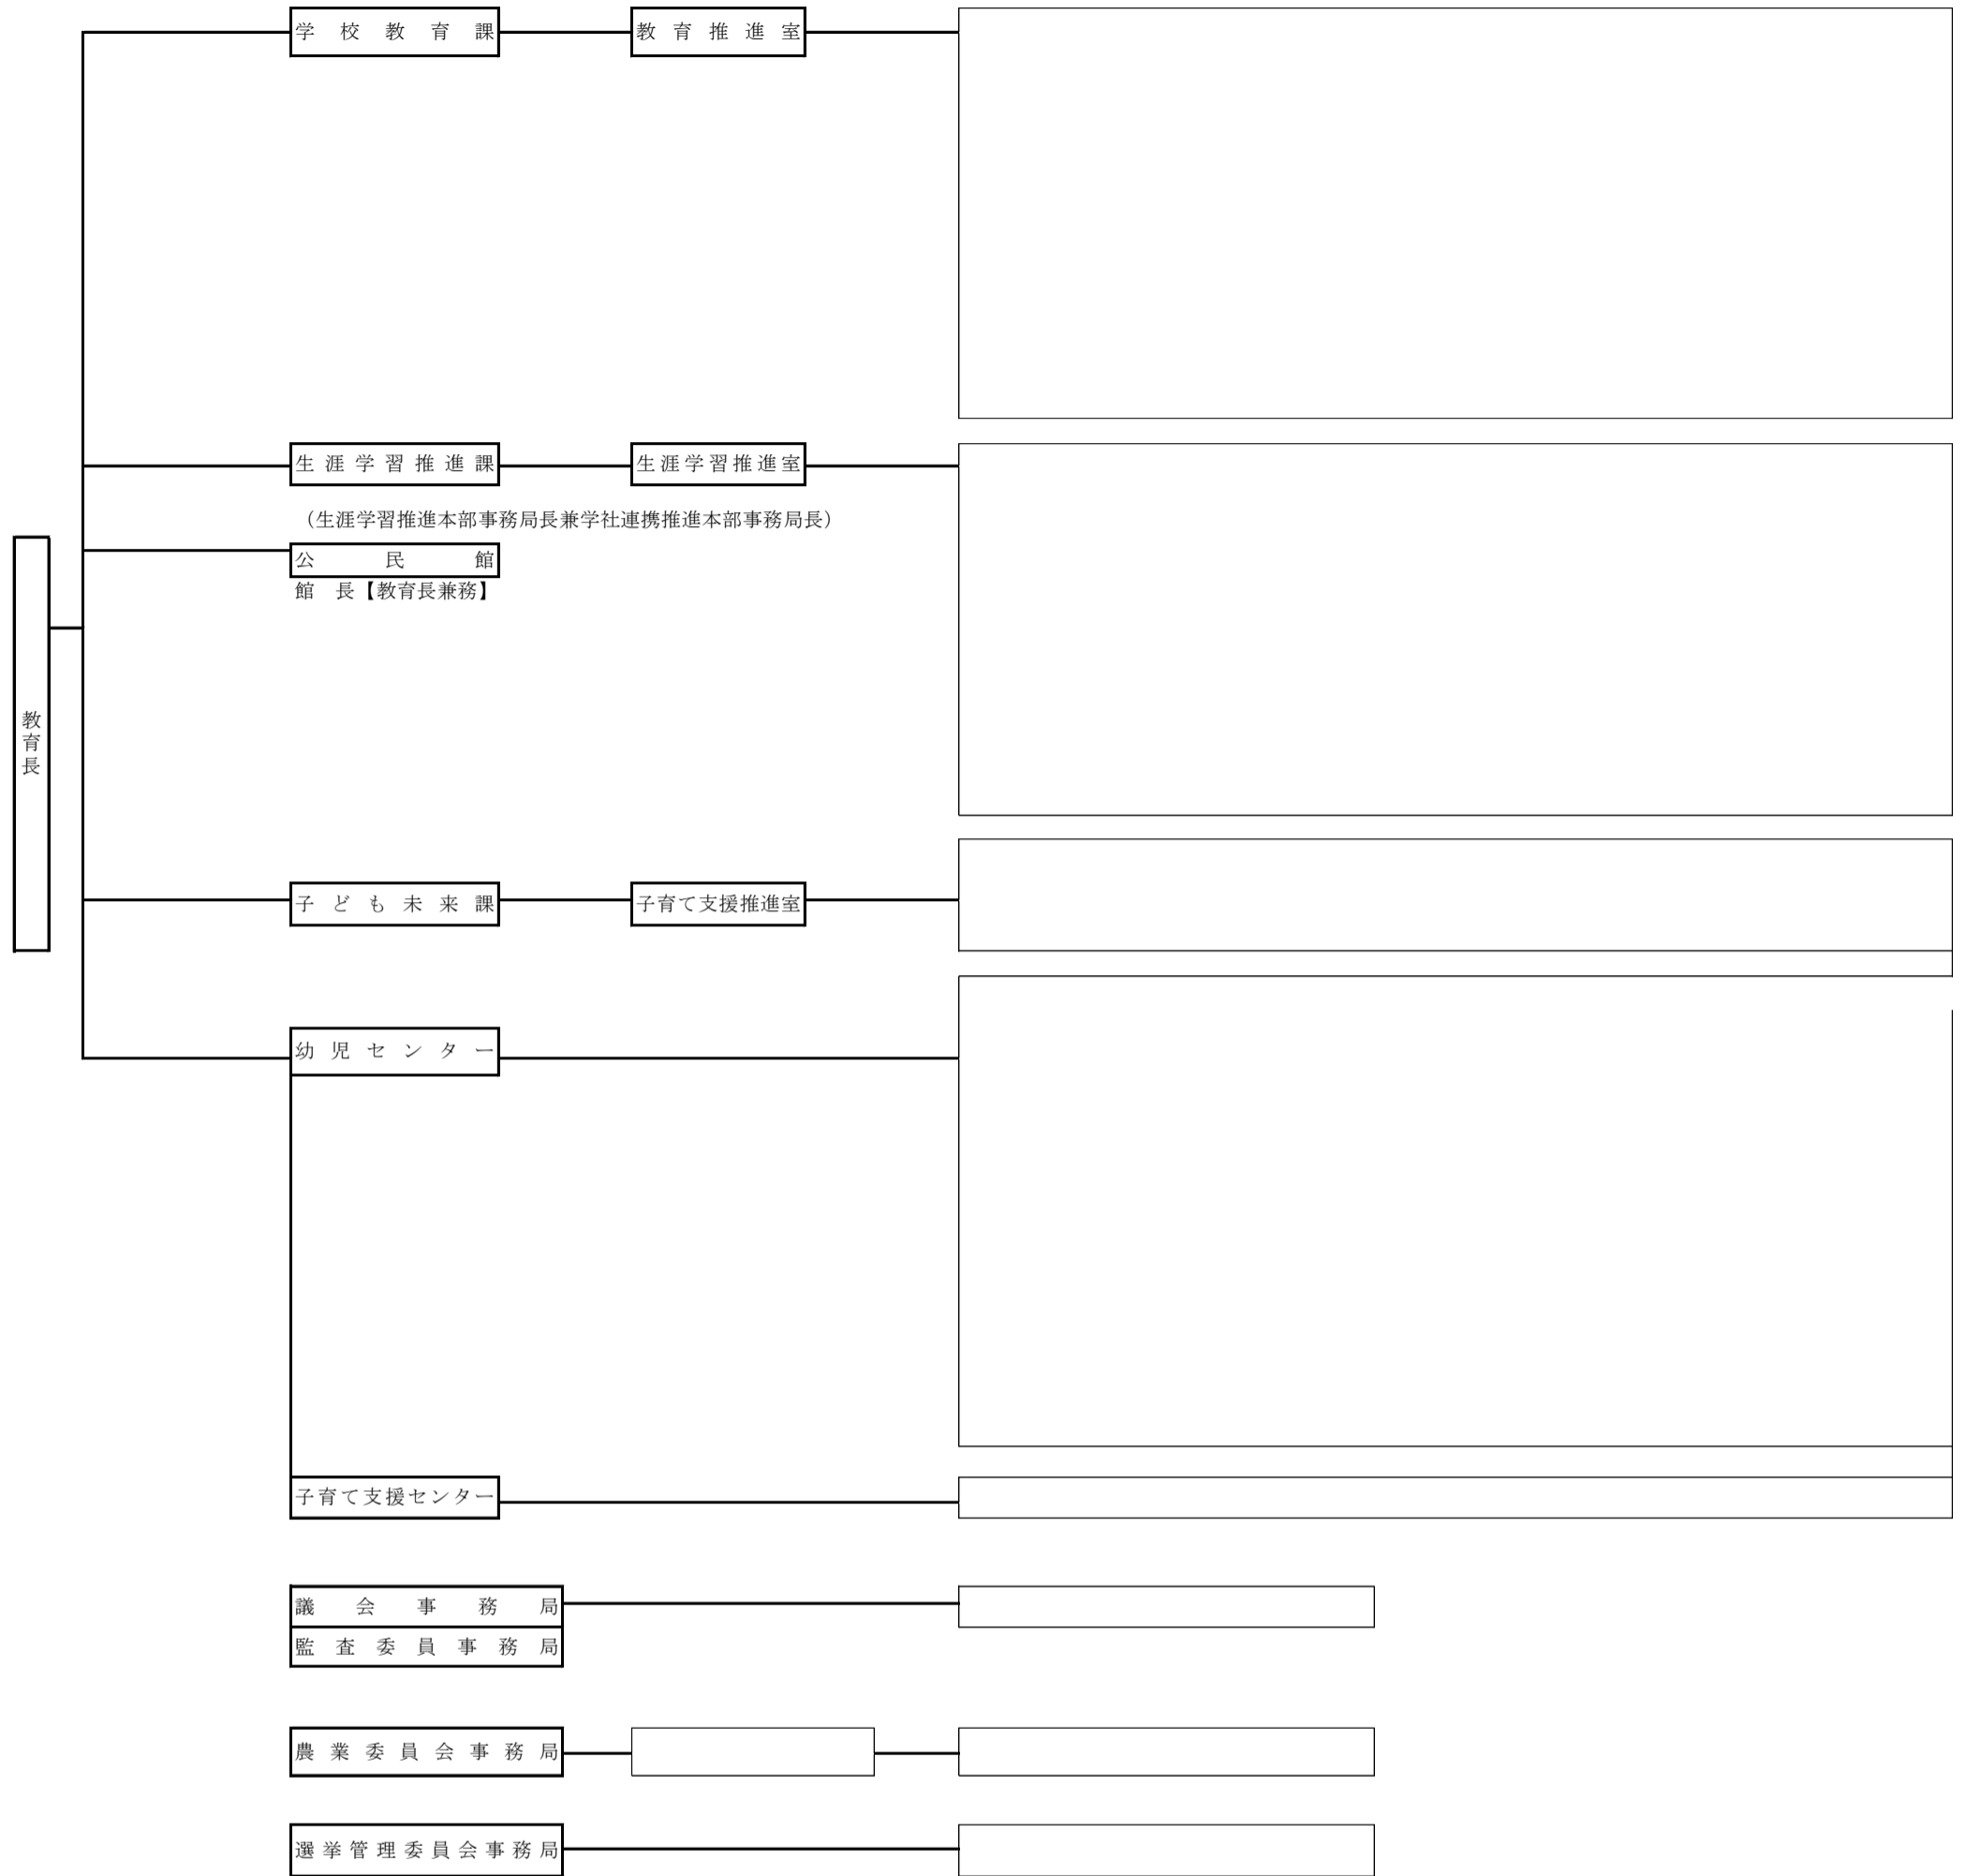 学校教育課
教育推進室
生涯学習推進課
生涯学習推進室
（生涯学習推進本部事務局長兼学社連携推進本部事務局長）
公民館
館　長【教育長兼務】
教育長
子ども未来課
子育て支援推進室
幼児センター
子育て支援センター
議会事務局
監査委員事務局
農業委員会事務局
選挙管理委員会事務局